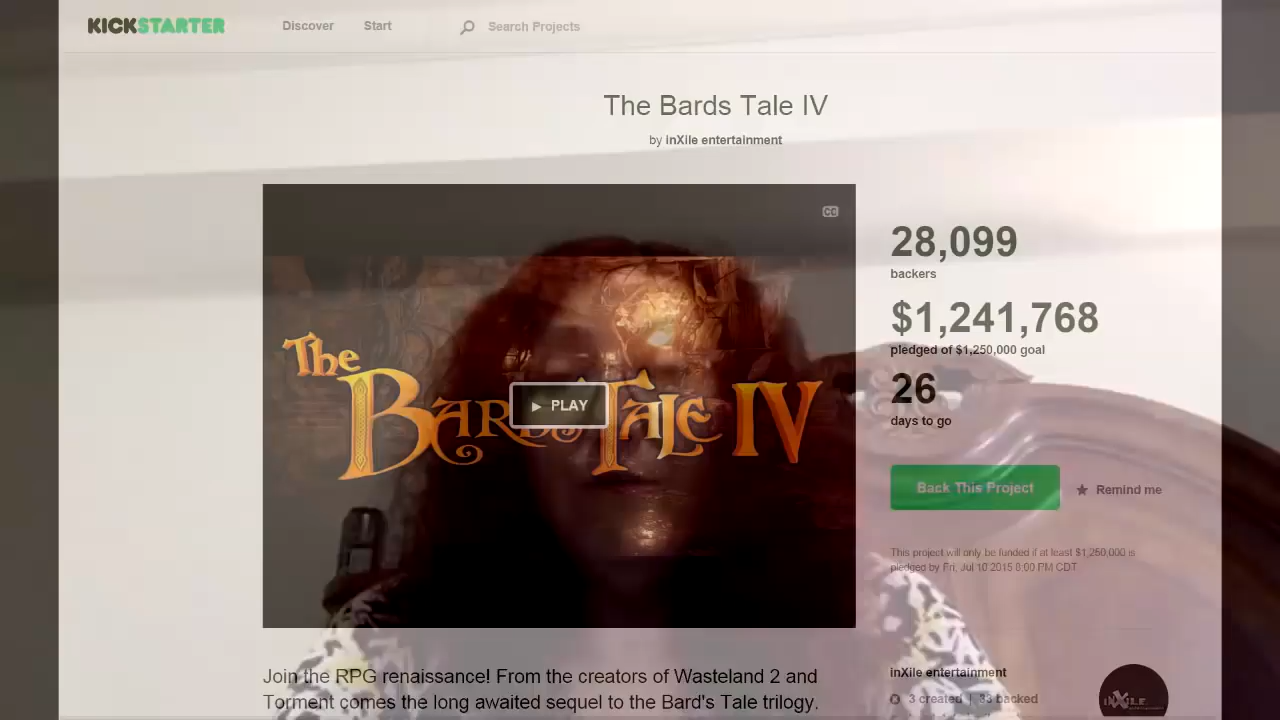 KICKSTARTER Discover Start Search Projects
The Bards Tale IV
by inXile entertainment
CC
The
Bard's Tale IV
▶ PLAY
28,099
backers
$1,241,768
pledged of $1,250,000 goal
26
days to go
Back This Project ★ Remind me
This project will only be funded if at least $1,250,000 is
pledged by Fri, Jul 10 2015 8:00 PM CDT.
Join the RPG renaissance! From the creators of Wasteland 2 and
Torment comes the long awaited sequel to the Bard's Tale trilogy.
inXile entertainment
3 created | 33 backed
inXile